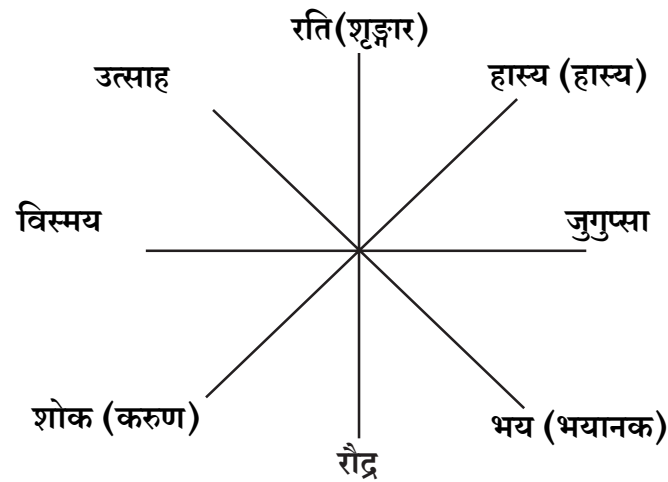 रति(शृङ्गार)
उत्साह
हास्य (हास्य)
विस्मय
जुगुप्सा
शोक (करुण)
भय (भयानक)
रौद्र